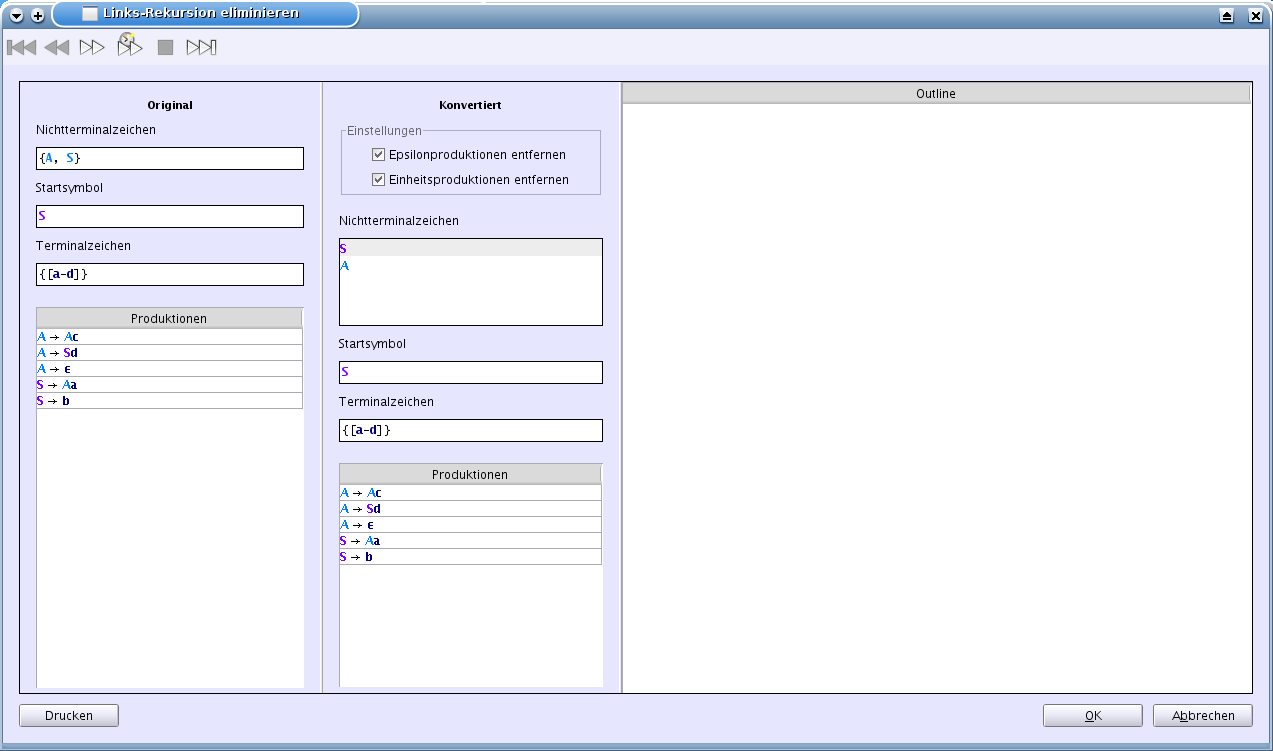 Links-Rekursion eliminieren
Original
Nichtterminalzeichen
{A, S}
Startsymbol
S
Terminalzeichen
{[a-d]}
Produktionen
A → Ac
A → Sd
A → ϵ
S → Aa
S → b
Konvertiert
Einstellungen
Epsilonproduktionen entfernen
Einheitsproduktionen entfernen
Nichtterminalzeichen
S
A
Startsymbol
S
Terminalzeichen
{[a-d]}
Produktionen
A → Ac
A → Sd
A → ϵ
S → Aa
S → b
Outline
Drucken
OK
Abbrechen